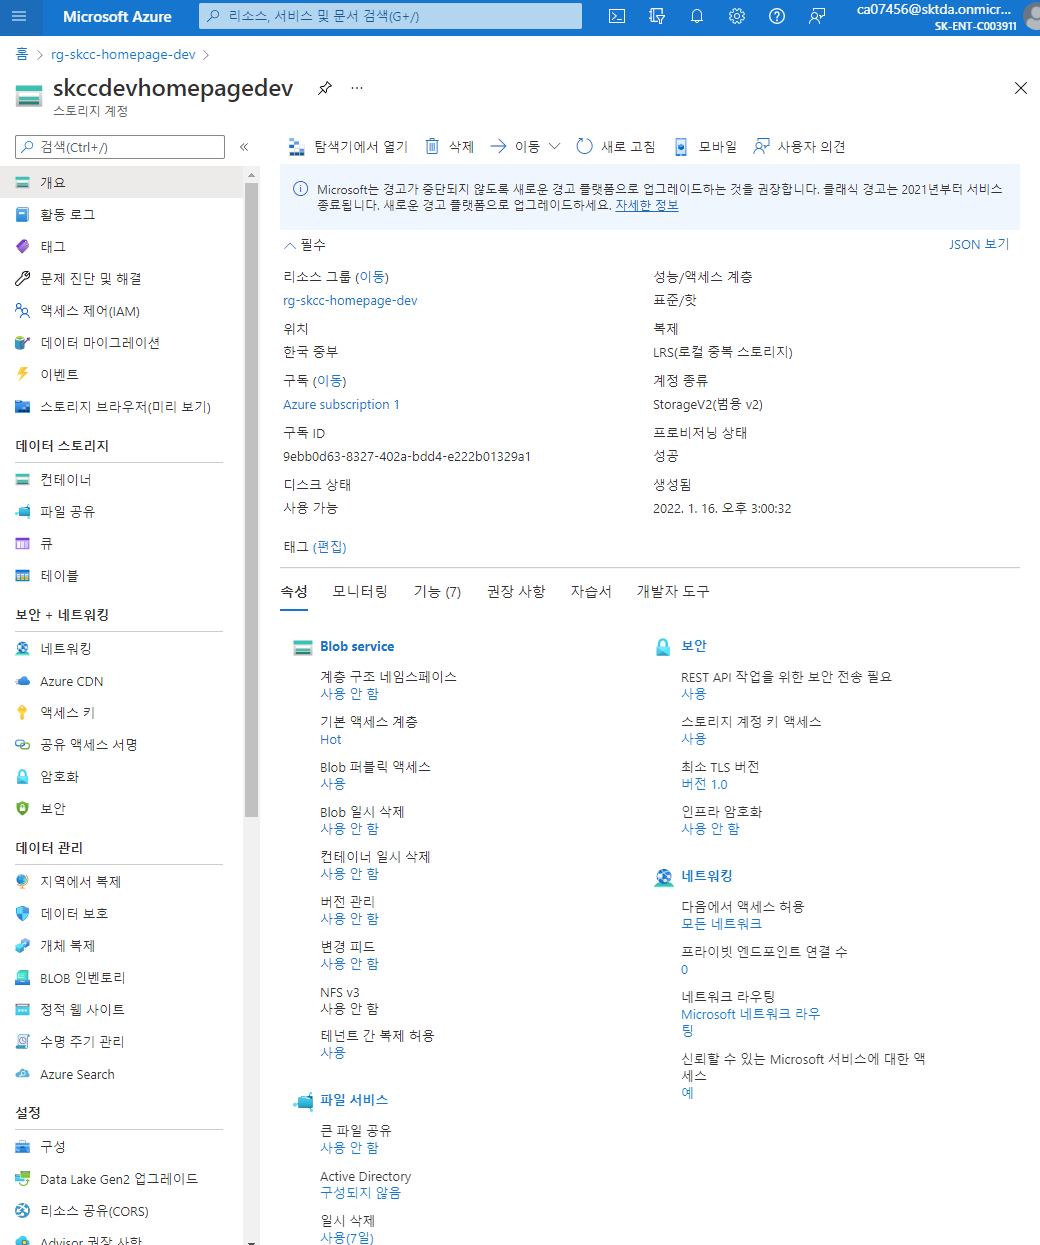 Microsoft Azure
리소스, 서비스 및 문서 검색(G+/)
ca07456@sktda.onmicr...
SK-ENT-C003911
홈 > rg-skcc-homepage-dev >
skccdevhomepagedev
스토리지 계정
검색(Ctrl+/)
개요
활동 로그
태그
문제 진단 및 해결
액세스 제어(IAM)
데이터 마이그레이션
이벤트
스토리지 브라우저(미리 보기)
데이터 스토리지
컨테이너
파일 공유
큐
테이블
보안 + 네트워킹
네트워킹
Azure CDN
액세스 키
공유 액세스 서명
암호화
보안
데이터 관리
지역에서 복제
데이터 보호
개체 복제
BLOB 인벤토리
정적 웹 사이트
수명 주기 관리
Azure Search
설정
구성
Data Lake Gen2 업그레이드
리소스 공유(CORS)
Advisor 권장 사항
탐색기에서 열기 삭제 이동 새로 고침 모바일 사용자 의견
Microsoft는 경고가 중단되지 않도록 새로운 경고 플랫폼으로 업그레이드하는 것을 권장합니다. 클래식 경고는 2021년부터 서비스
종료됩니다. 새로운 경고 플랫폼으로 업그레이드하세요. 자세한 정보
필수
JSON 보기
리소스 그룹 (이동)
rg-skcc-homepage-dev
위치
한국 중부
구독 (이동)
Azure subscription 1
구독 ID
9ebb0d63-8327-402a-bdd4-e222b01329a1
디스크 상태
사용 가능
성능/액세스 계층
표준/핫
복제
LRS(로컬 중복 스토리지)
계정 종류
StorageV2(범용 v2)
프로비저닝 상태
성공
생성됨
2022. 1. 16. 오후 3:00:32
태그 (편집)
속성 모니터링 기능 (7) 권장 사항 자습서 개발자 도구
Blob service
계층 구조 네임스페이스
사용 안 함
기본 액세스 계층
Hot
Blob 퍼블릭 액세스
사용
Blob 일시 삭제
사용 안 함
컨테이너 일시 삭제
사용 안 함
버전 관리
사용 안 함
변경 피드
사용 안 함
NFS v3
사용 안 함
테넌트 간 복제 허용
사용
파일 서비스
큰 파일 공유
사용 안 함
Active Directory
구성되지 않음
일시 삭제
사용(7일)
보안
REST API 작업을 위한 보안 전송 필요
사용
스토리지 계정 키 액세스
사용
최소 TLS 버전
버전 1.0
인프라 암호화
사용 안 함
네트워킹
다음에서 액세스 허용
모든 네트워크
프라이빗 엔드포인트 연결 수
0
네트워크 라우팅
Microsoft 네트워크 라우
팅
신뢰할 수 있는 Microsoft 서비스에 대한 액
세스
예